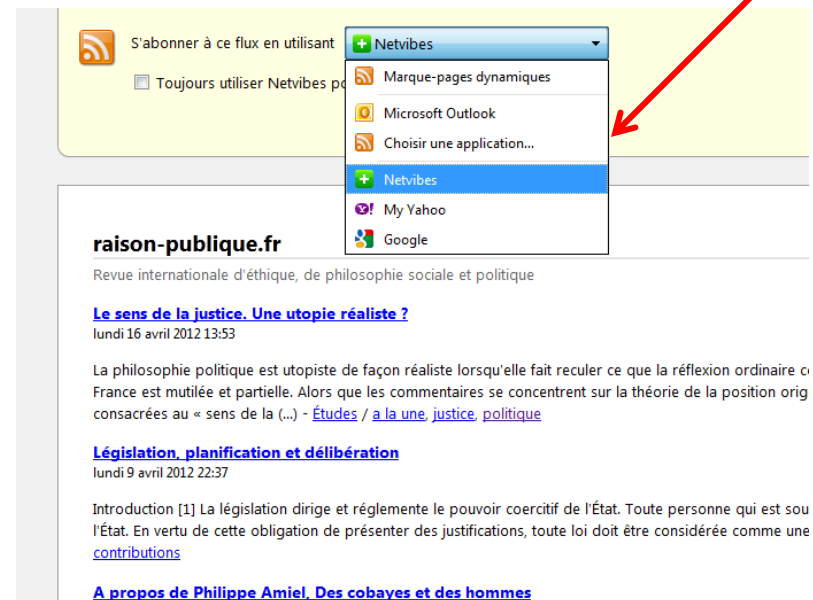 S'abonner à ce flux en utilisant Netvibes
Toujours utiliser Netvibes
Marque-pages dynamiques
Microsoft Outlook
Choisir une application...
Netvibes
My Yahoo
Google
raison-publique.fr
Revue internationale d'éthique, de philosophie sociale et politique
Le sens de la justice. Une utopie réaliste ?
lundi 16 avril 2012 13:53
La philosophie politique est utopiste de façon réaliste lorsqu'elle fait reculer ce que la réflexion ordinaire
France est mutilée et partielle. Alors que les commentaires se concentrent sur la théorie de la position orig
consacrées au « sens de la (...) - Études / a la une, justice, politique
Législation, planification et délibération
lundi 9 avril 2012 22:37
Introduction [1] La législation dirige et réglemente le pouvoir coercitif de l'État. Toute personne qui est sou
l'État. En vertu de cette obligation de présenter des justifications, toute loi doit être considérée comme une
contributions
A propos de Philippe Amiel, Des cobayes et des hommes